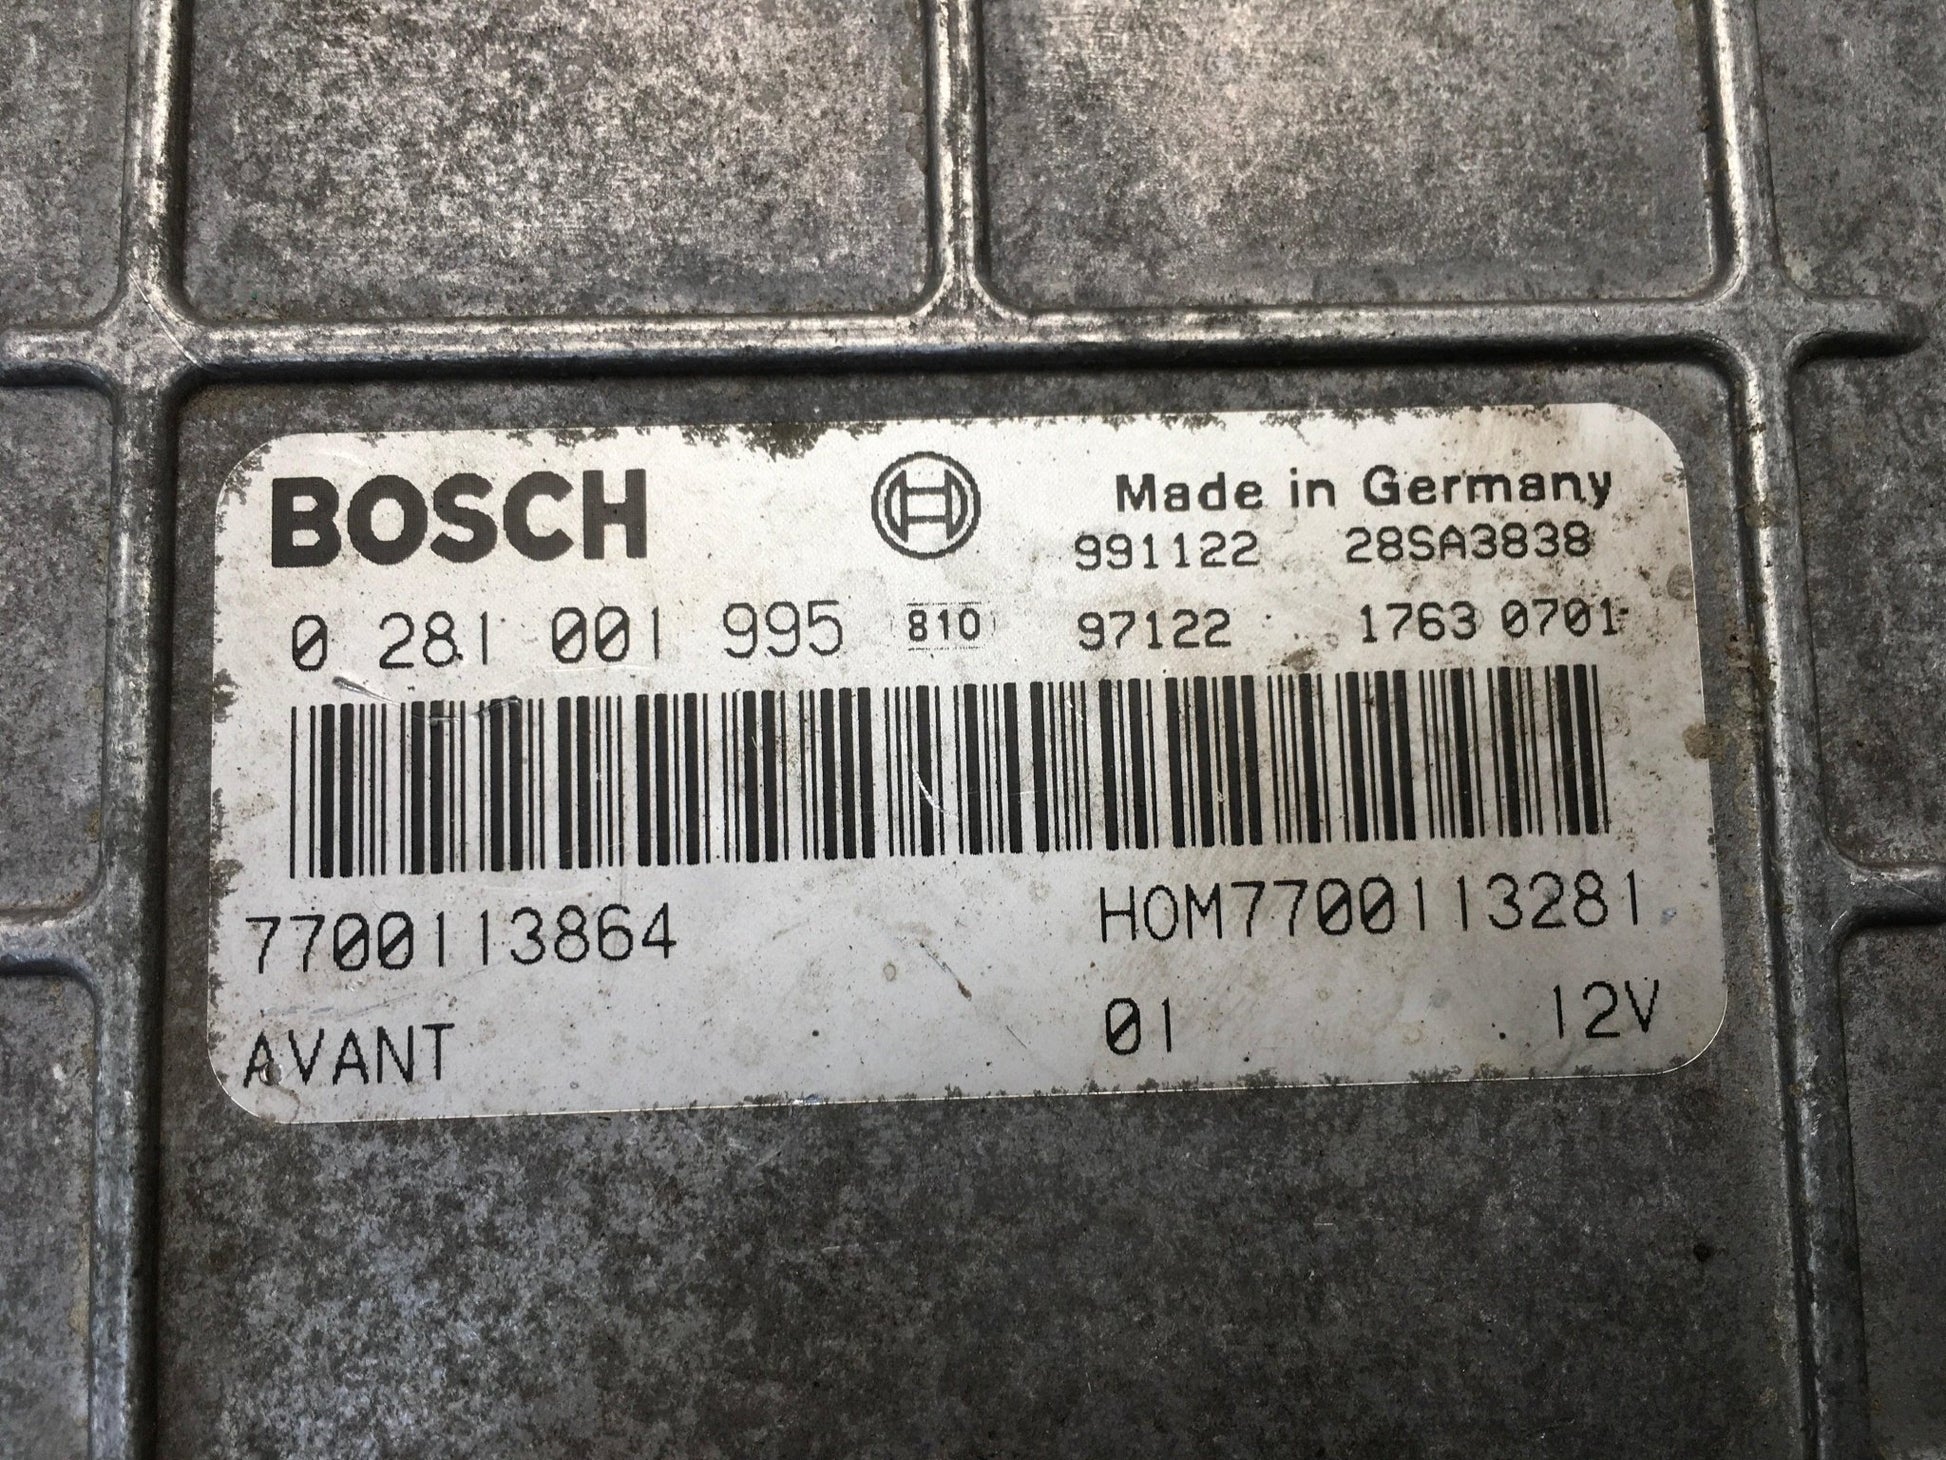 BOSCH Made in Germany
991122 28SA3838
0 281 001 995 810 97122 1763 0701
7700113864 HOM7700113281
AVANT 01 12V